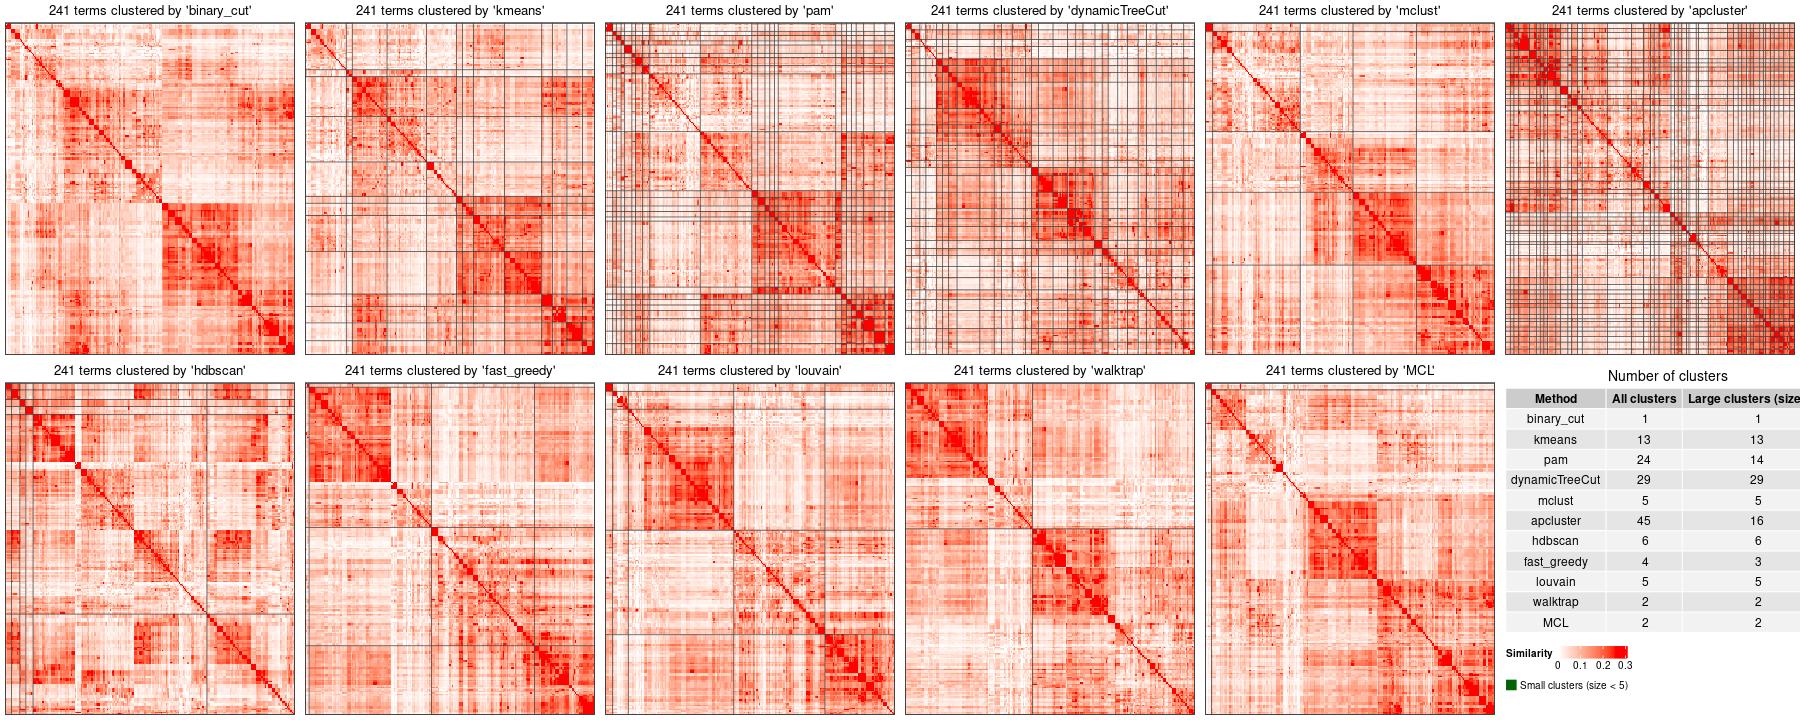 241 terms clustered by 'binary_cut'
241 terms clustered by 'kmeans'
241 terms clustered by 'pam'
241 terms clustered by 'dynamicTreeCut'
241 terms clustered by 'mclust'
241 terms clustered by 'apcluster'
241 terms clustered by 'hdbscan'
241 terms clustered by 'fast_greedy'
241 terms clustered by 'louvain'
241 terms clustered by 'walktrap'
241 terms clustered by 'MCL'
Number of clusters
Method All clusters Large clusters (size
binary_cut 1 1
kmeans 13 13
pam 24 14
dynamicTreeCut 29 29
mclust 5 5
apcluster 45 16
hdbscan 6 6
fast_greedy 4 3
louvain 5 5
walktrap 2 2
MCL 2 2
Similarity
0 0.1 0.2 0.3
Small clusters (size < 5)